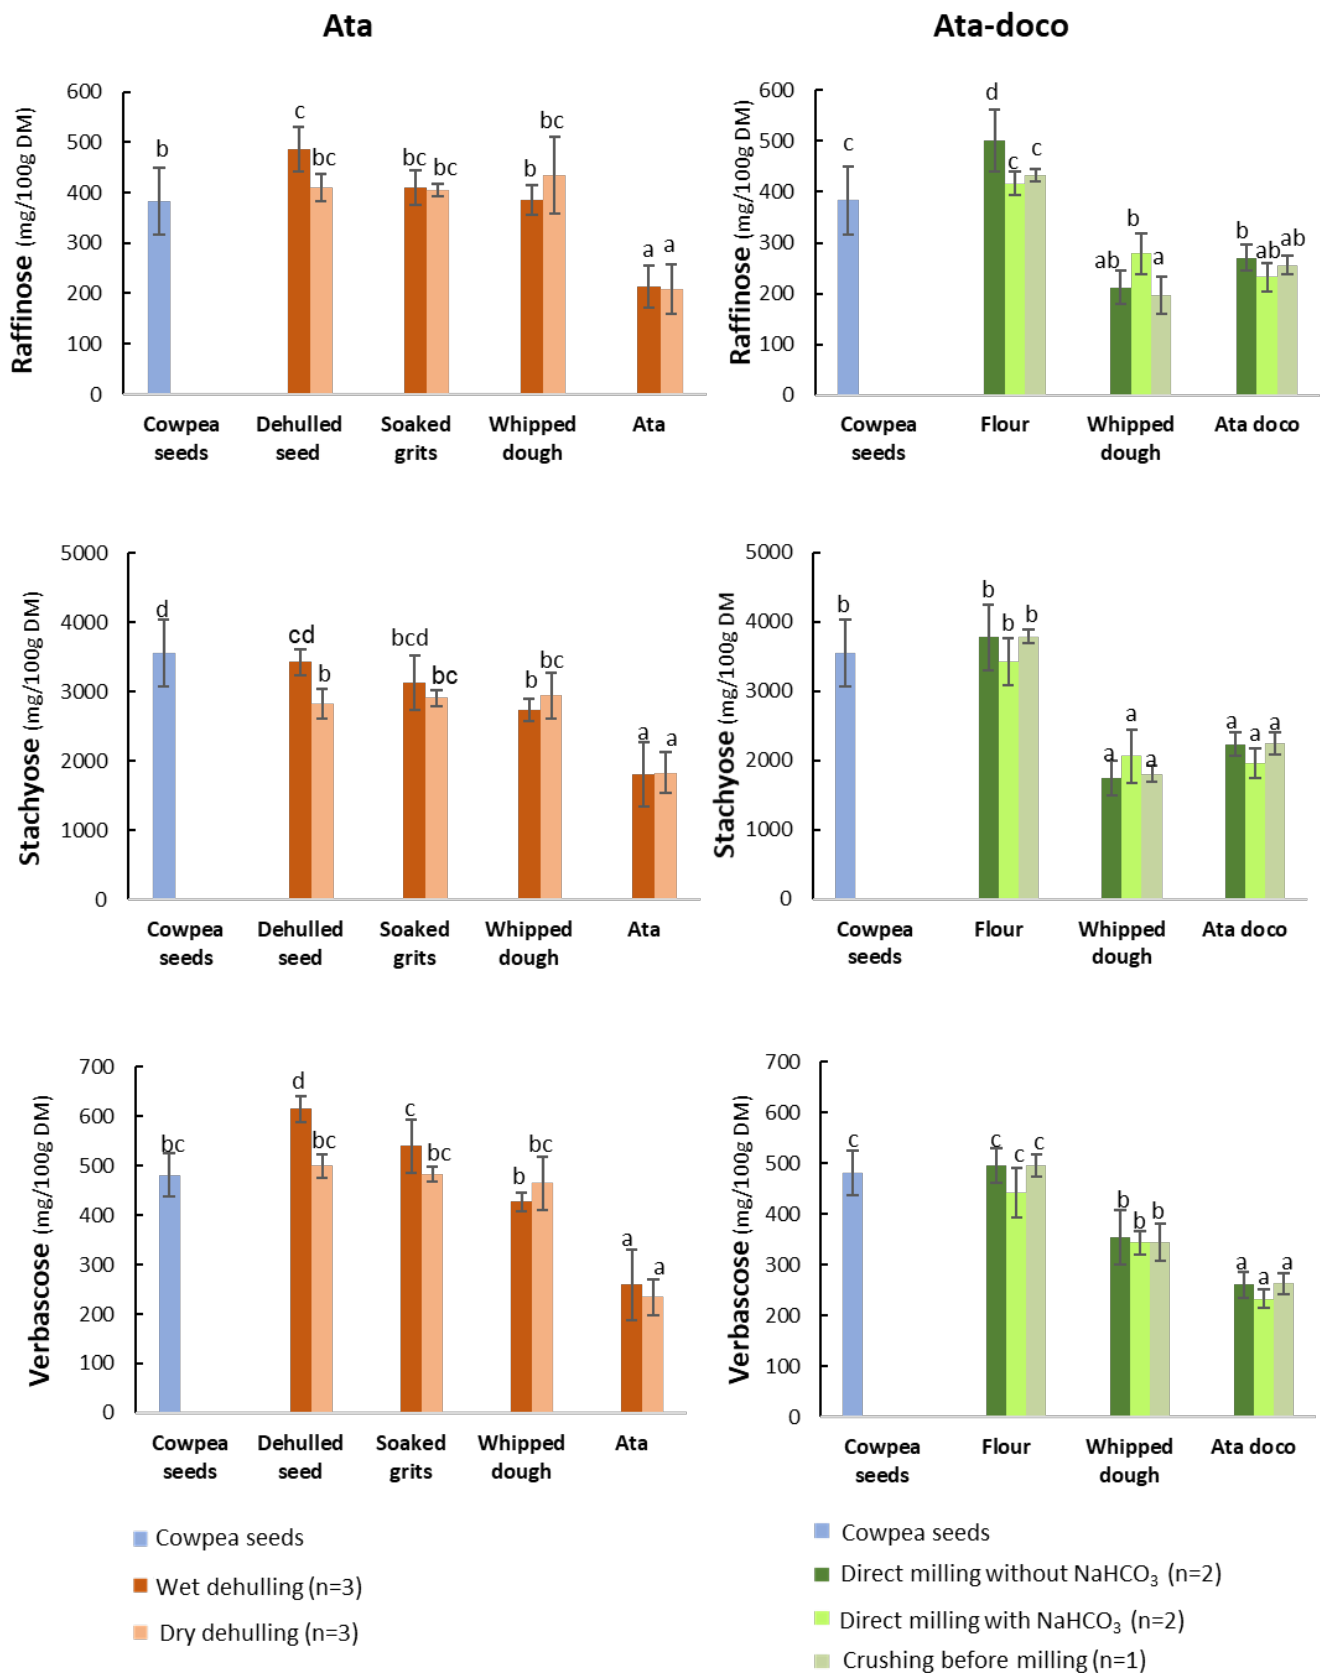 Ata
Ata-doco
Raffinose (mg/100g DM)
600
500
400
300
200
100
0
b
c
bc
bc
bc
b
bc
a
a
Cowpea seeds
Dehulled seed
Soaked grits
Whipped dough
Ata
Raffinose (mg/100g DM)
600
500
400
300
200
100
0
c
d
c
c
ab
b
a
b
ab
ab
Cowpea seeds
Flour
Whipped dough
Ata doco
Stachyose (mg/100g DM)
5000
4000
3000
2000
1000
0
d
cd
b
bcd
bc
b
bc
a
a
Cowpea seeds
Dehulled seed
Soaked grits
Whipped dough
Ata
Stachyose (mg/100g DM
5000
4000
3000
2000
1000
0
b
b
b
b
a
a
a
a
a
a
Cowpea seeds
Flour
Whipped dough
Ata doco
Verbascose (mg/100g DM)
700
600
500
400
300
200
100
0
bc
d
bc
c
bc
b
bc
a
a
Cowpea seeds
Dehulled seed
Soaked grits
Whipped dough
Ata
Verbascose (mg/100g DM)
700
600
500
400
300
200
100
0
c
c
c
c
b
b
b
a
a
a
Cowpea seeds
Flour
Whipped dough
Ata doco
Cowpea seeds
Wet dehulling (n=3)
Dry dehulling (n=3)
Cowpea seeds
Direct milling without NaHCO₃ (n=2)
Direct milling with NaHCO₃ (n=2)
Crushing before milling (n=1)